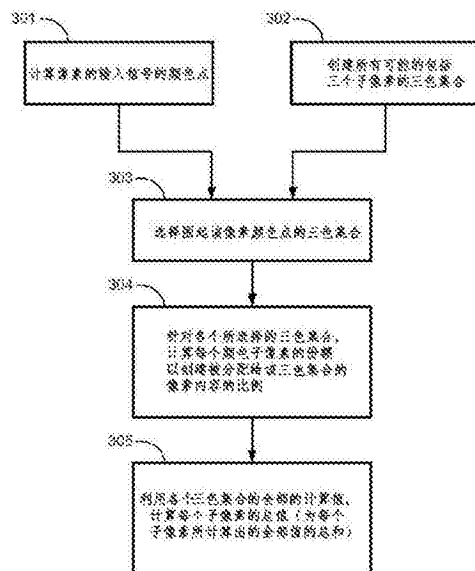 301
302
计算像素的输入信号的颜色点
创建所有可能的包括
三个子像素的三色集合
303
选择围绕该像素颜色点的三色集合
304
针对各个所选择的三色集合,
计算每个颜色子像素的份额
以创建被分配给该三色集合的
像素内容的比例
305
利用各个三色集合的全部的计算值,
计算每个子像素的总值(为每个
子像素所计算出的全部值的总和)